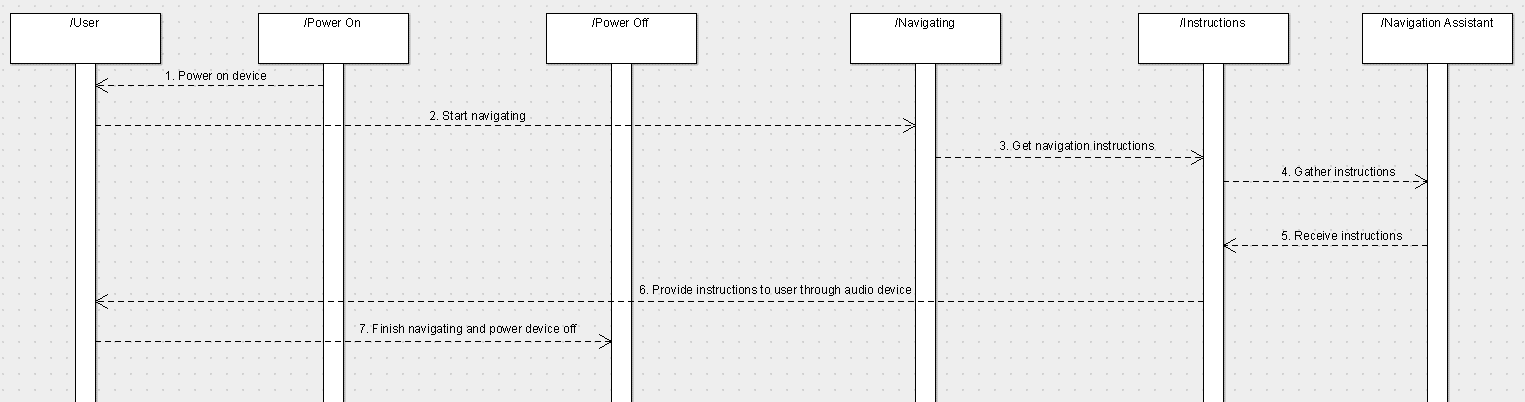 /User
/Power On
/Power Off
/Navigating
/Instructions
/Navigation Assistant
1. Power on device
2. Start navigating
3. Get navigation instructions
4. Gather instructions
5. Receive instructions
6. Provide instructions to user through audio device
7. Finish navigating and power device off